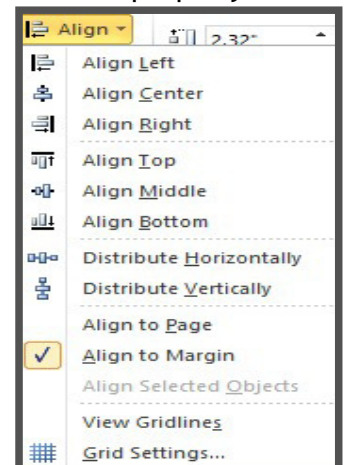 Align
2.32"
Align Left
Align Center
Align Right
Align Top
Align Middle
Align Bottom
Distribute Horizontally
Distribute Vertically
Align to Page
Align to Margin
Align Selected Objects
View Gridlines
Grid Settings...